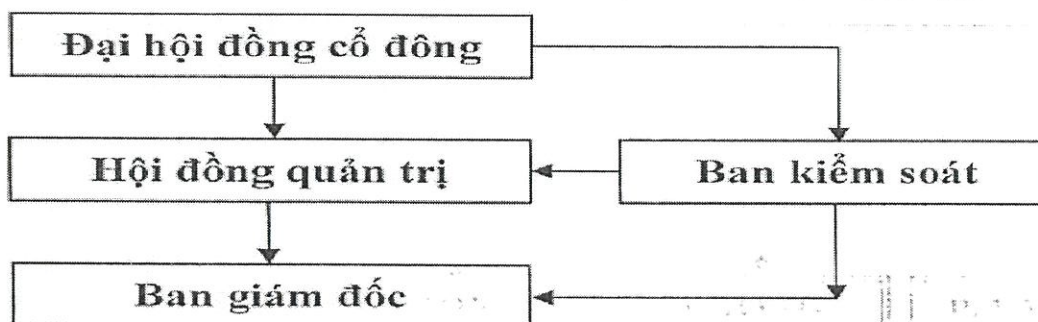 Đại hội đồng cổ đông
Hội đồng quản trị
Ban kiểm soát
Ban giám đốc